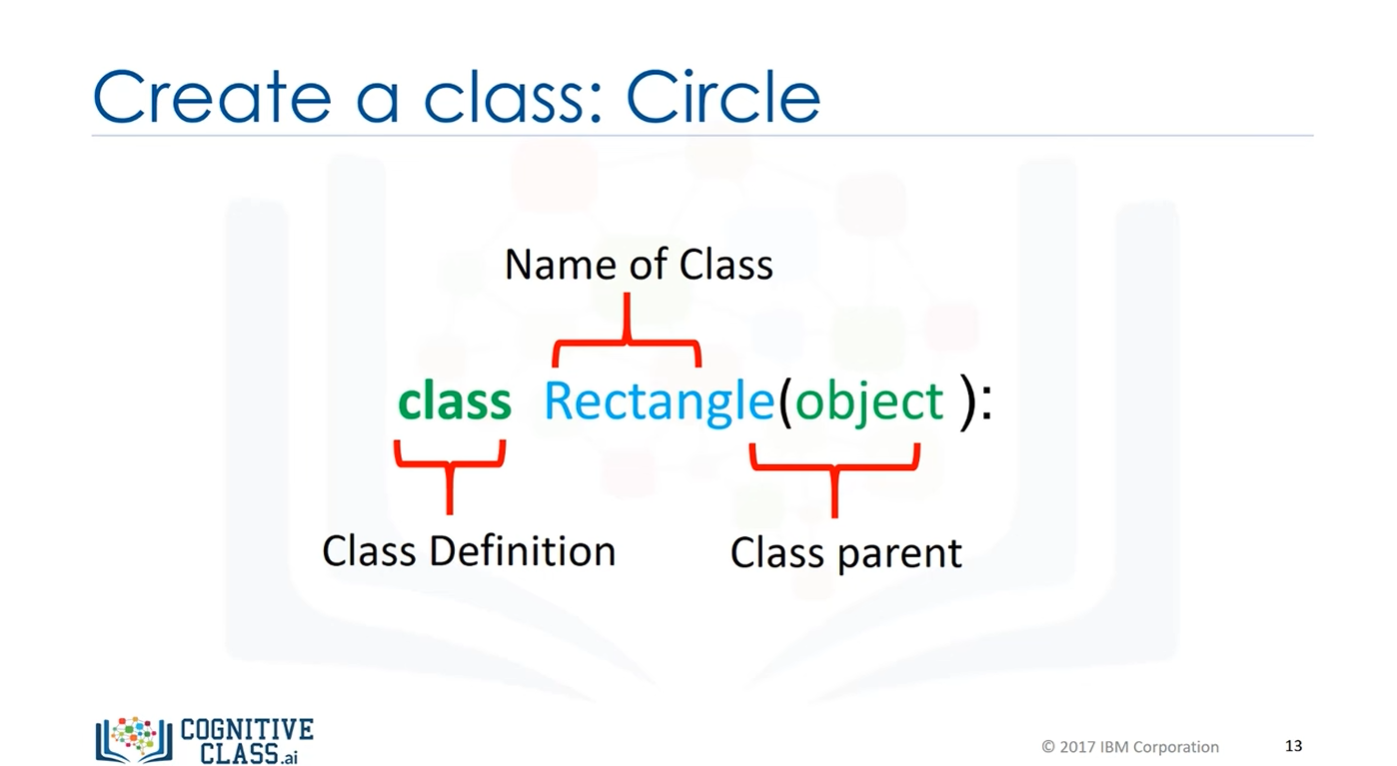 Create a class: Circle
Name of Class
class Rectangle(object ):
Class Definition Class parent
COGNITIVE
CLASS.ai
© 2017 IBM Corporation 13